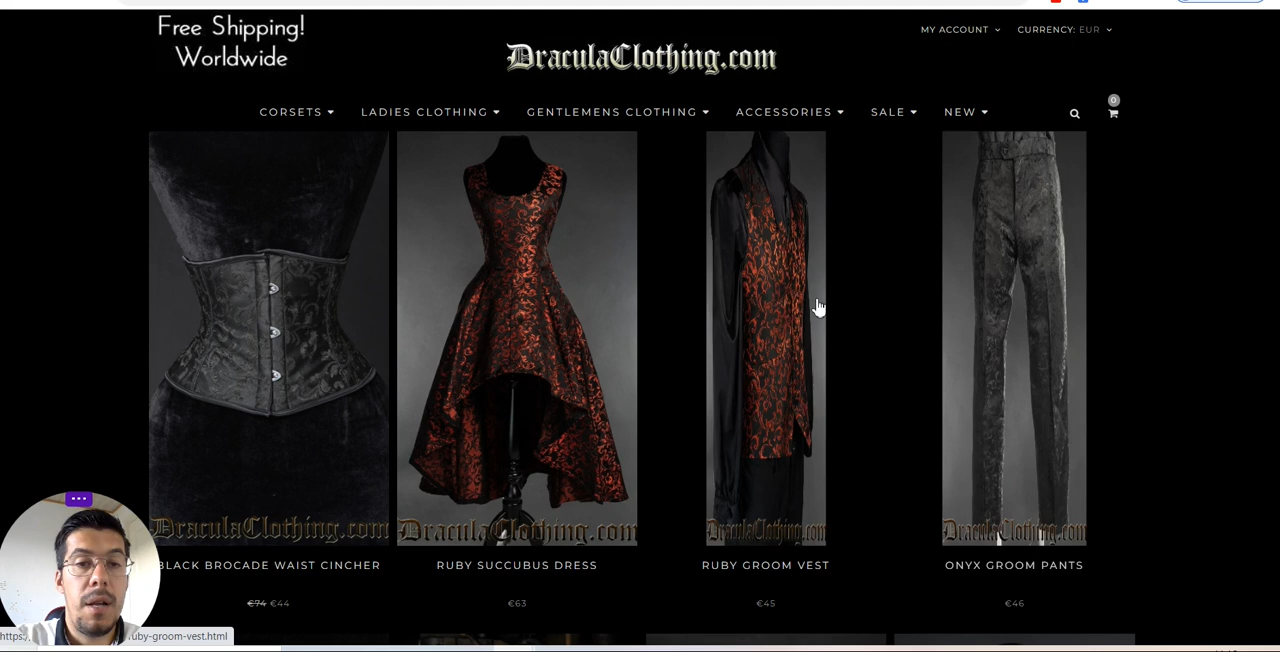 Free Shipping!
Worldwide
DraculaClothing.com
MY ACCOUNT
CURRENCY: EUR
CORSETS
LADIES CLOTHING
GENTLEMENS CLOTHING
ACCESSORIES
SALE
NEW
0
DraculaClothing.com
DraculaClothing.com
DraculaClothing.com
DraculaClothing.com
BLACK BROCADE WAIST CINCHER
RUBY SUCCUBUS DRESS
RUBY GROOM VEST
ONYX GROOM PANTS
€74 €44
€63
€45
€46
https:/
ruby-groom-vest.html